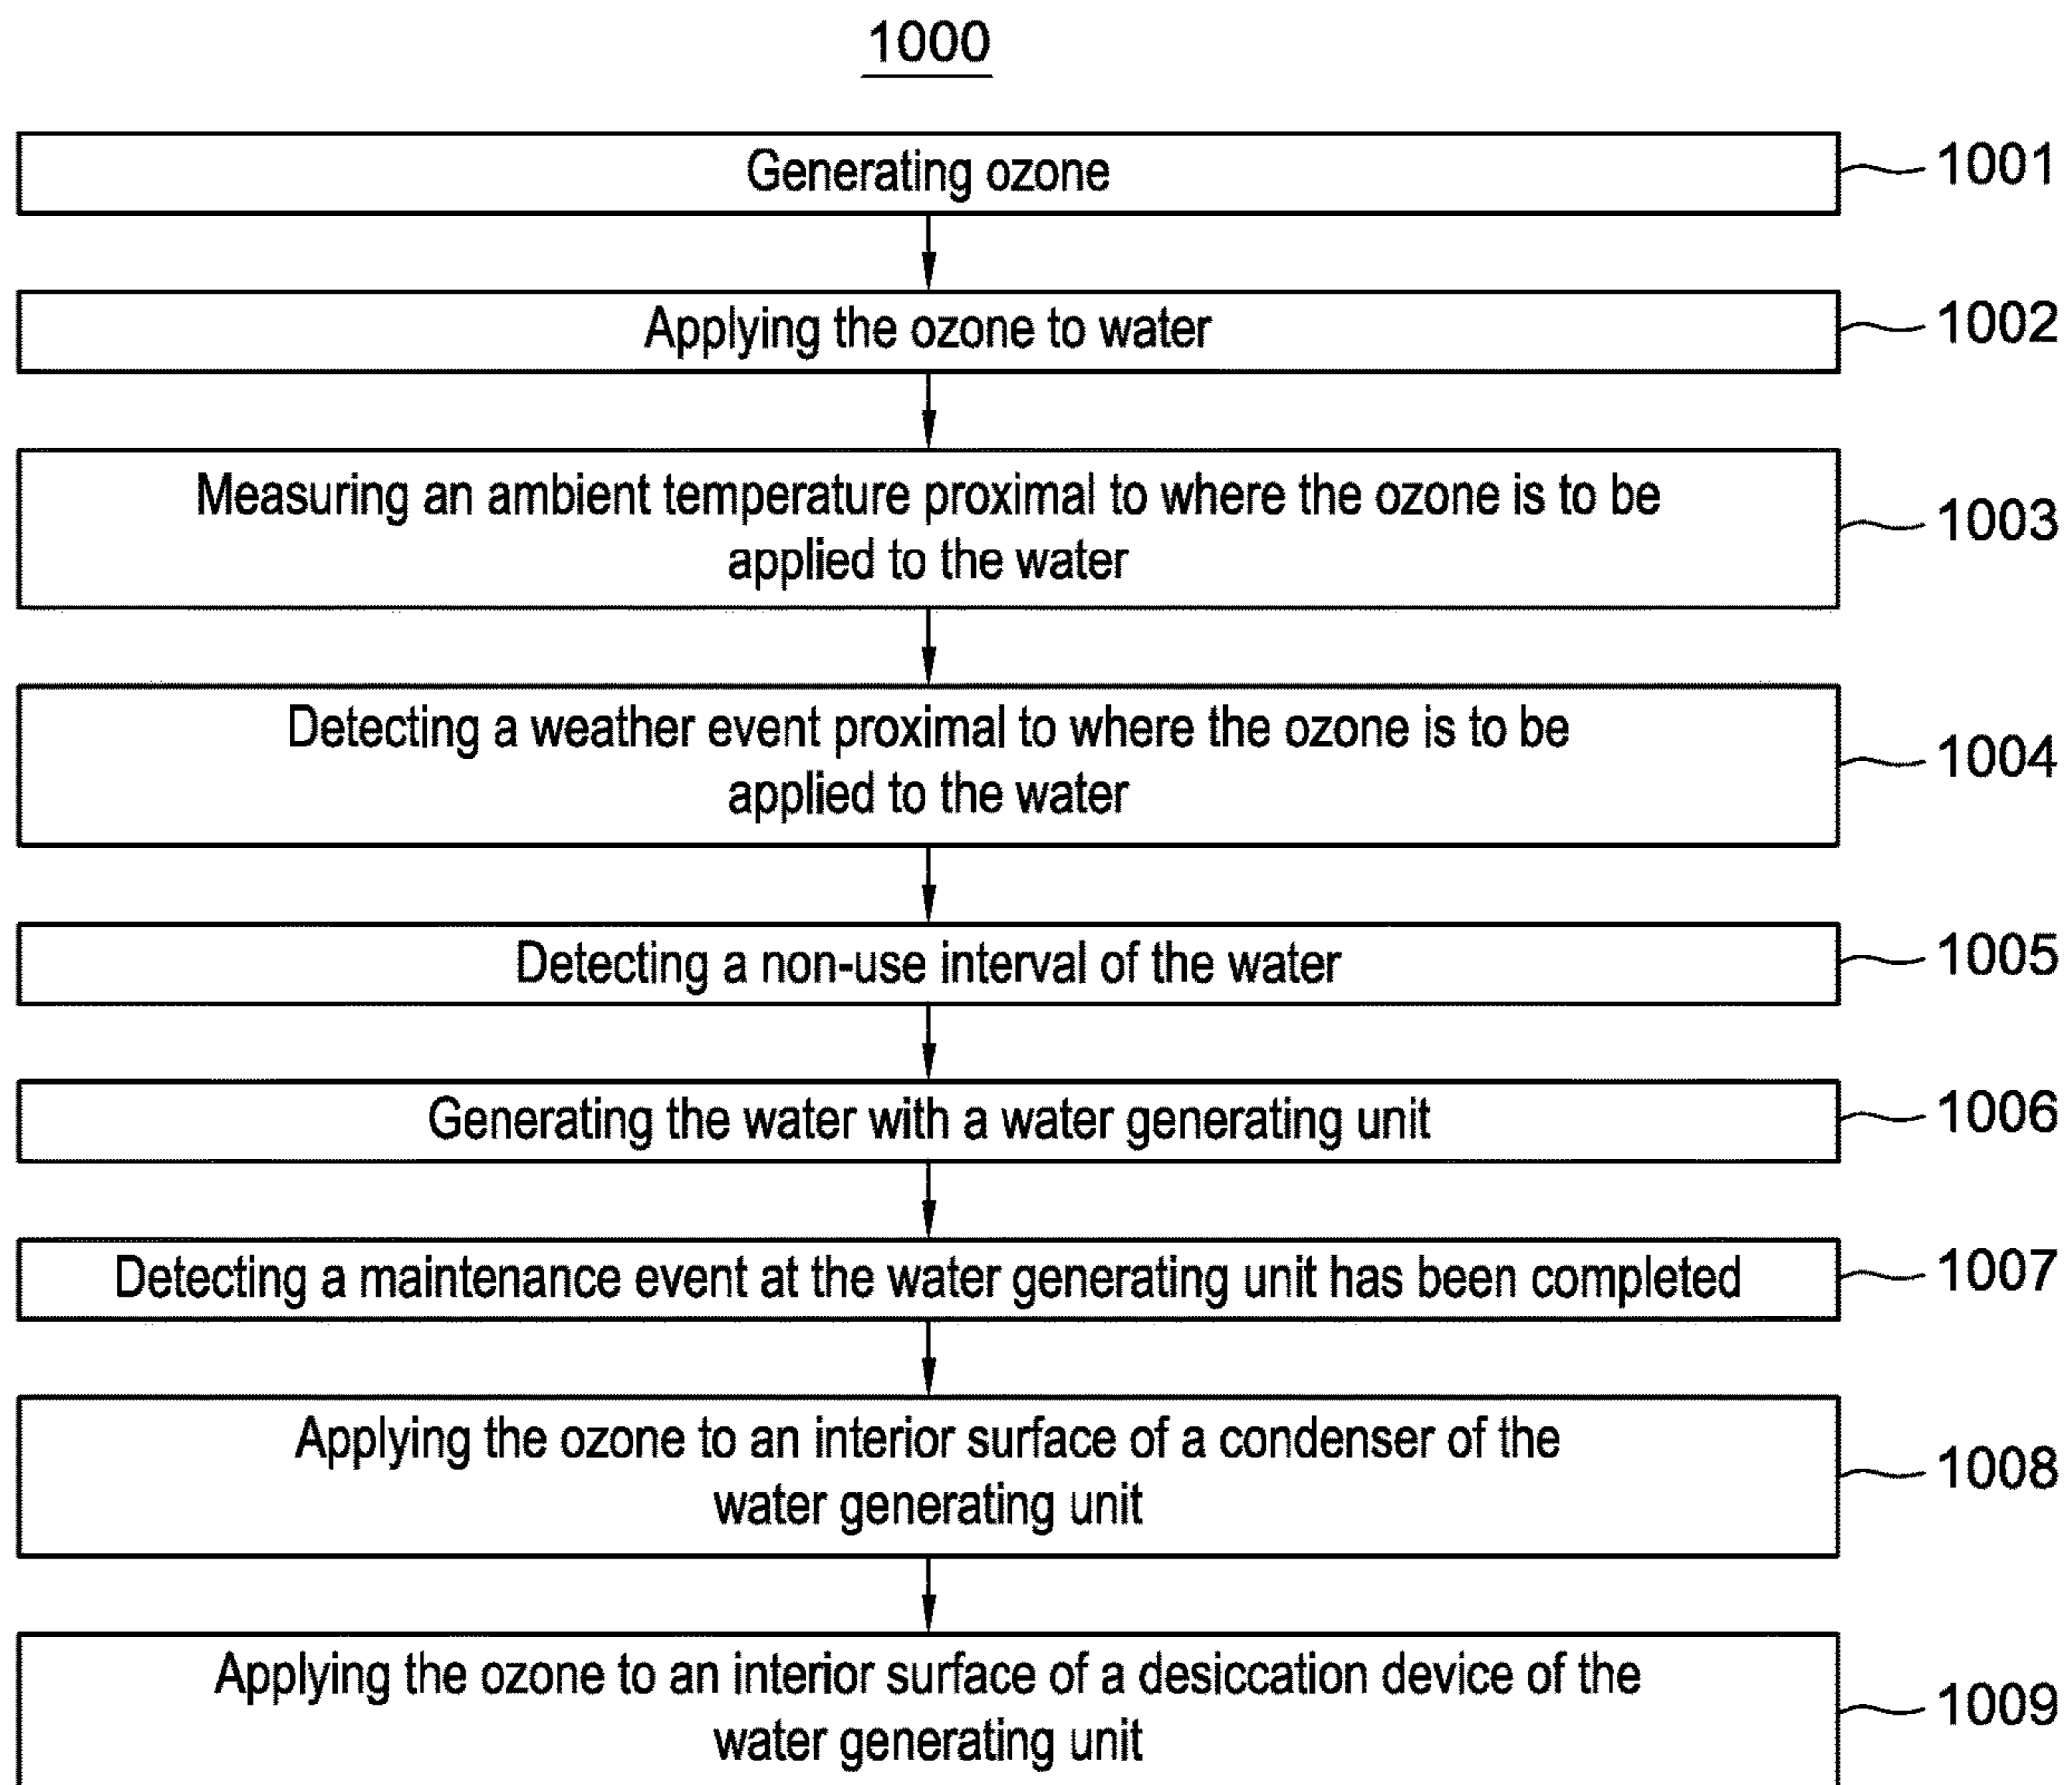 1000
Generating ozone
1001
Applying the ozone to water
1002
Measuring an ambient temperature proximal to where the ozone is to be
applied to the water
1003
Detecting a weather event proximal to where the ozone is to be
applied to the water
1004
Detecting a non-use interval of the water
1005
Generating the water with a water generating unit
1006
Detecting a maintenance event at the water generating unit has been completed
1007
Applying the ozone to an interior surface of a condenser of the
water generating unit
1008
Applying the ozone to an interior surface of a desiccation device of the
water generating unit
1009